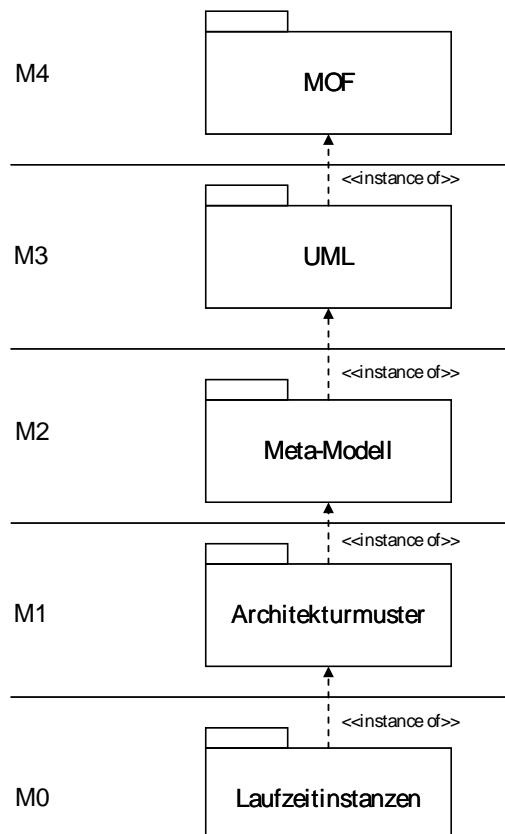 M4
MOF
<<instance of>>
M3
UML
<<instance of>>
M2
Meta-Modell
<<instance of>>
M1
Architekturmuster
<<instance of>>
M0
Laufzeitinstanzen